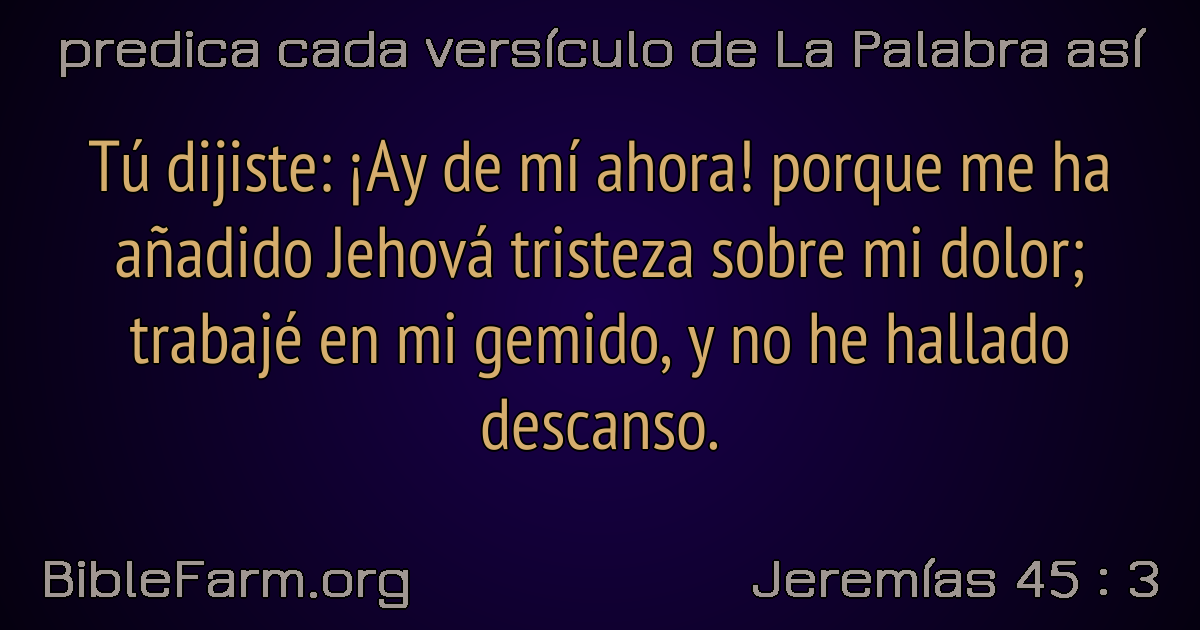 predica cada versículo de La Palabra así
Tú dijiste: ¡Ay de mí ahora! porque me ha
añadido Jehová tristeza sobre mi dolor;
trabajé en mi gemido, y no he hallado
descanso.
BibleFarm.org
Jeremías 45 : 3